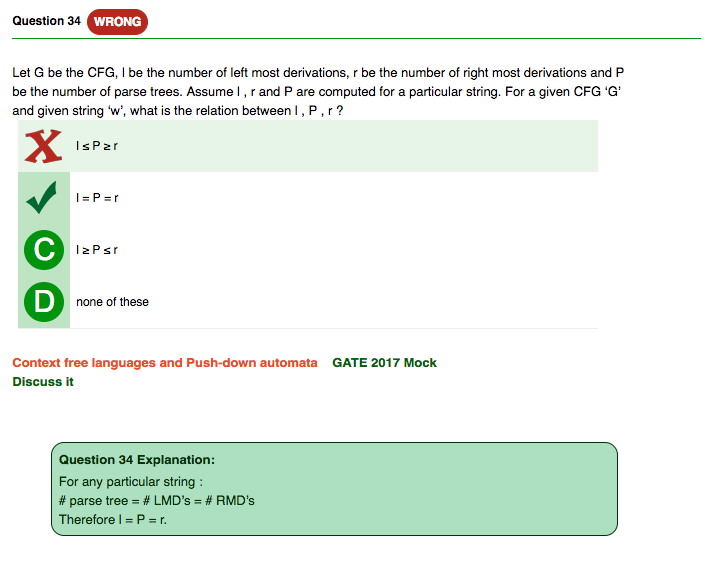 Question 34 WRONG
Let G be the CFG, l be the number of left most derivations, r be the number of right most derivations and P
be the number of parse trees. Assume l , r and P are computed for a particular string. For a given CFG ‘G’
and given string ‘w’, what is the relation between l , P , r ?
X l ≤ P ≥ r
l = P = r
C l ≥ P ≤ r
D none of these
Context free languages and Push-down automata GATE 2017 Mock
Discuss it
Question 34 Explanation:
For any particular string :
# parse tree = # LMD’s = # RMD’s
Therefore l = P = r.